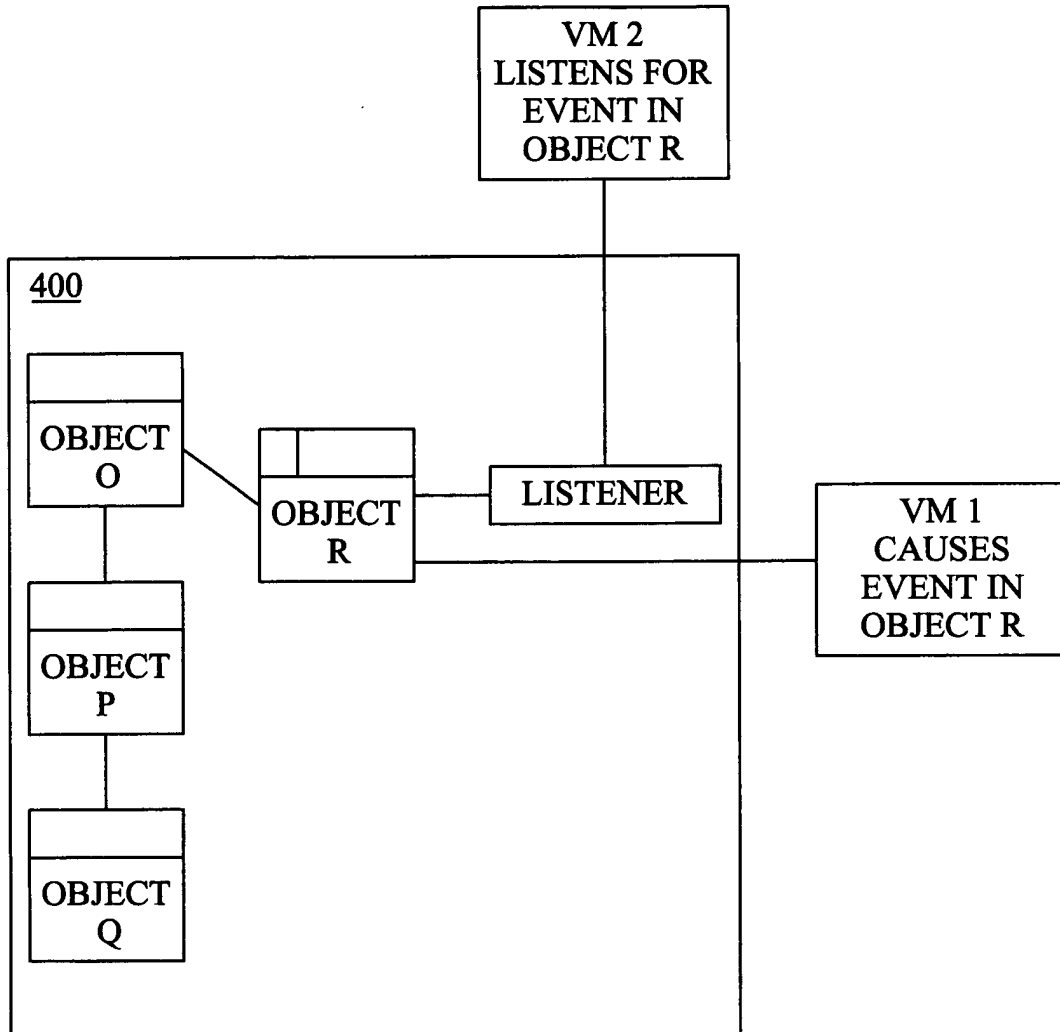 VM 2
LISTENS FOR
EVENT IN
OBJECT R
400
OBJECT
O
OBJECT
R
LISTENER
VM 1
CAUSES
EVENT IN
OBJECT R
OBJECT
P
OBJECT
Q